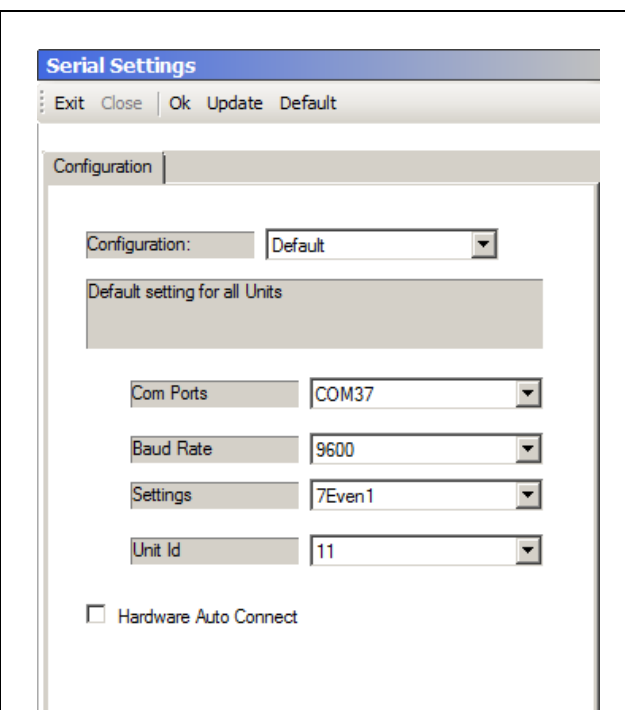 Serial Settings
Exit Close Ok Update Default
Configuration
Configuration: Default
Default setting for all Units
Com Ports COM37
Baud Rate 9600
Settings 7Even1
Unit Id 11
Hardware Auto Connect